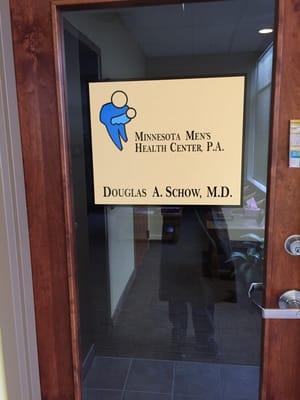 Minnesota Men's
Health Center, P.A.
Douglas A. Schow, M.D.